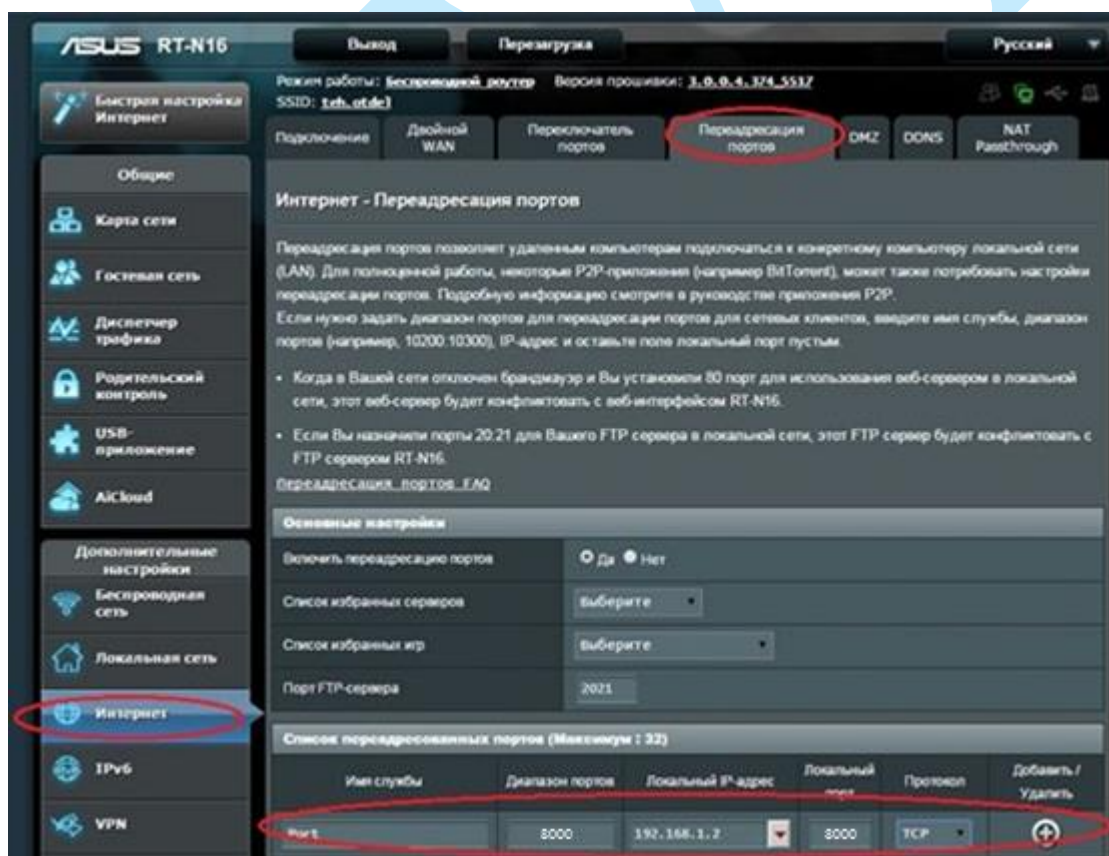 ASUS RT-N16
Выход
Перезагрузка
Русский
Быстрая настройка
Интернет
Режим работы: Беспроводной роутер Версия прошивки: 3.0.0.4.374_5517
SSID: teh.otdel
Подключение
Двойной
WAN
Переключатель
портов
Переадресация
портов
DMZ
DDNS
NAT
Passthrough
Общие
Карта сети
Гостевая сеть
Диспетчер
трафика
Родительский
контроль
USB-
приложение
AiCloud
Дополнительные
настройки
Беспроводная
сеть
Локальная сеть
Интернет
IPv6
VPN
Интернет - Переадресация портов
Переадресация портов позволяет удаленным компьютерам подключаться к конкретному компьютеру локальной сети
(LAN). Для полноценной работы, некоторые P2P-приложения (например BitTorrent), может также потребовать настройки
переадресации портов. Подробную информацию смотрите в руководстве приложения P2P.
Если нужно задать диапазон портов для переадресации портов для сетевых клиентов, введите имя службы, диапазон
портов (например, 10200:10300), IP-адрес и оставьте поле локальный порт пустым.
• Когда в Вашей сети отключен брандмауэр и Вы установили 80 порт для использования веб-сервером в локальной
сети, этот веб-сервер будет конфликтовать с веб-интерфейсом RT-N16.
• Если Вы назначили порты 20:21 для Вашего FTP сервера в локальной сети, этот FTP сервер будет конфликтовать с
FTP сервером RT-N16.
Переадресация портов FAQ
Основные настройки
Включить переадресацию портов Да Нет
Список избранных серверов Выберите
Список избранных игр Выберите
Порт FTP-сервера 2021
Список переадресованных портов (Максимум : 32)
Имя службы
Диапазон портов
Локальный IP-адрес
Локальный
порт
Протокол
Добавить /
Удалить
Port 8000 192.168.1.2 8000 TCP